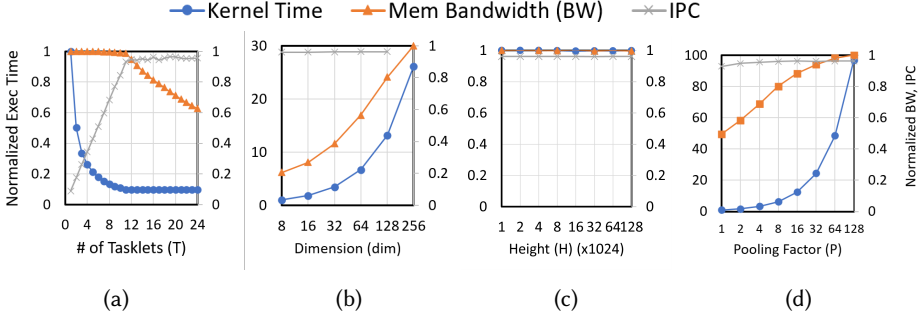 Kernel Time Mem Bandwidth (BW) IPC
Normalized Exec Time
1 0.8 0.6 0.4 0.2 0
1 0.8 0.6 0.4 0.2 0
0 4 8 12 16 20 24
# of Tasklets (T)
(a)
30 20 10 0
1 0.8 0.6 0.4 0.2 0
8 16 32 64 128 256
Dimension (dim)
(b)
1 0.8 0.6 0.4 0.2 0
1 0.8 0.6 0.4 0.2 0
1 2 4 8 16 32 64 128
Height (H) (x1024)
(c)
100 80 60 40 20 0
1 0.8 0.6 0.4 0.2 0
1 2 4 8 16 32 64 128
Pooling Factor (P)
Normalized BW, IPC
(d)